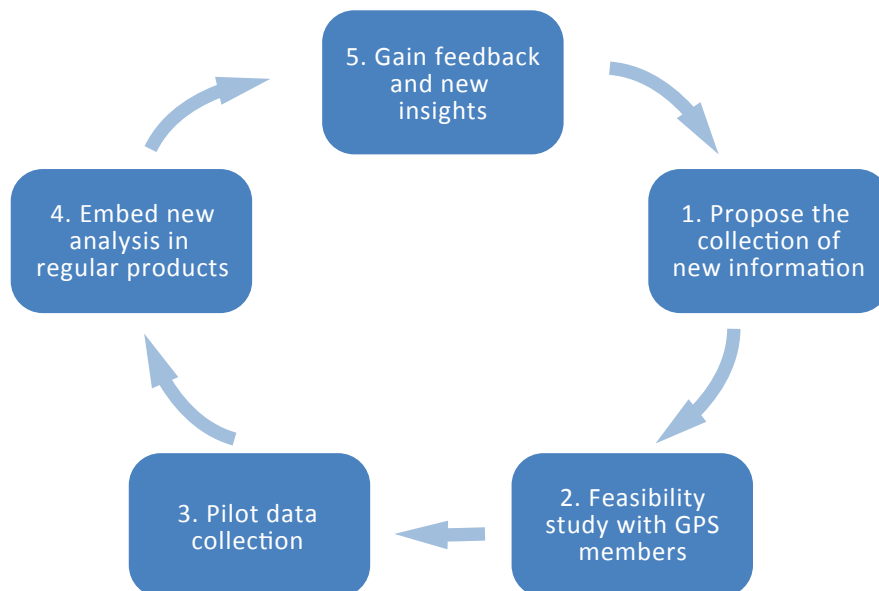 5. Gain feedback
and new
insights
1. Propose the
collection of
new information
2. Feasibility
study with GPS
members
3. Pilot data
collection
4. Embed new
analysis in
regular products